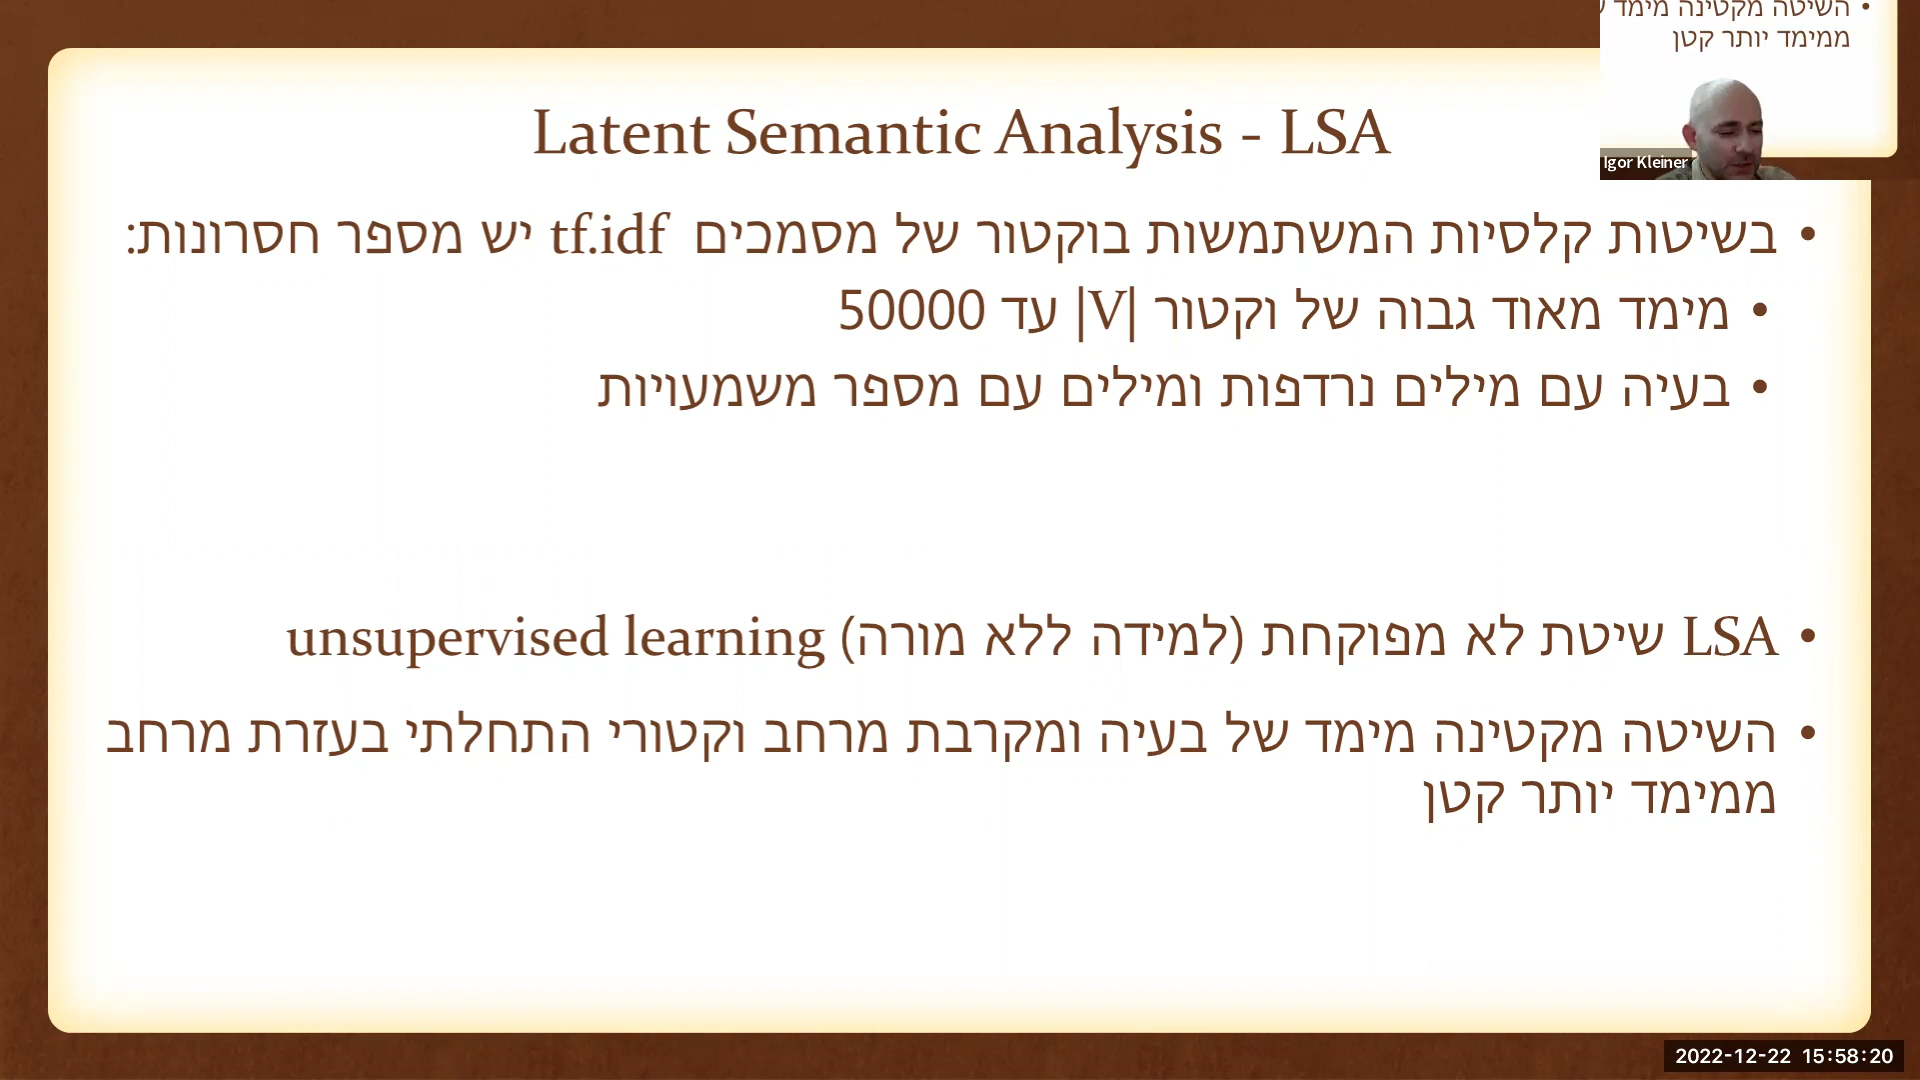 השיטה מקטינה מימד
ממימד יותר קטן
Igor Kleiner
Latent Semantic Analysis - LSA
• בשיטות קלסיות המשתמשות בוקטור של מסמכים tf.idf יש מספר חסרונות:
• מימד מאוד גבוה של וקטור |V| עד 50000
• בעיה עם מילים נרדפות ומילים עם מספר משמעויות
• LSA שיטת לא מפוקחת (למידה ללא מורה) unsupervised learning
• השיטה מקטינה מימד של בעיה ומקרבת מרחב וקטורי התחלתי בעזרת מרחב
ממימד יותר קטן
2022-12-22 15:58:20